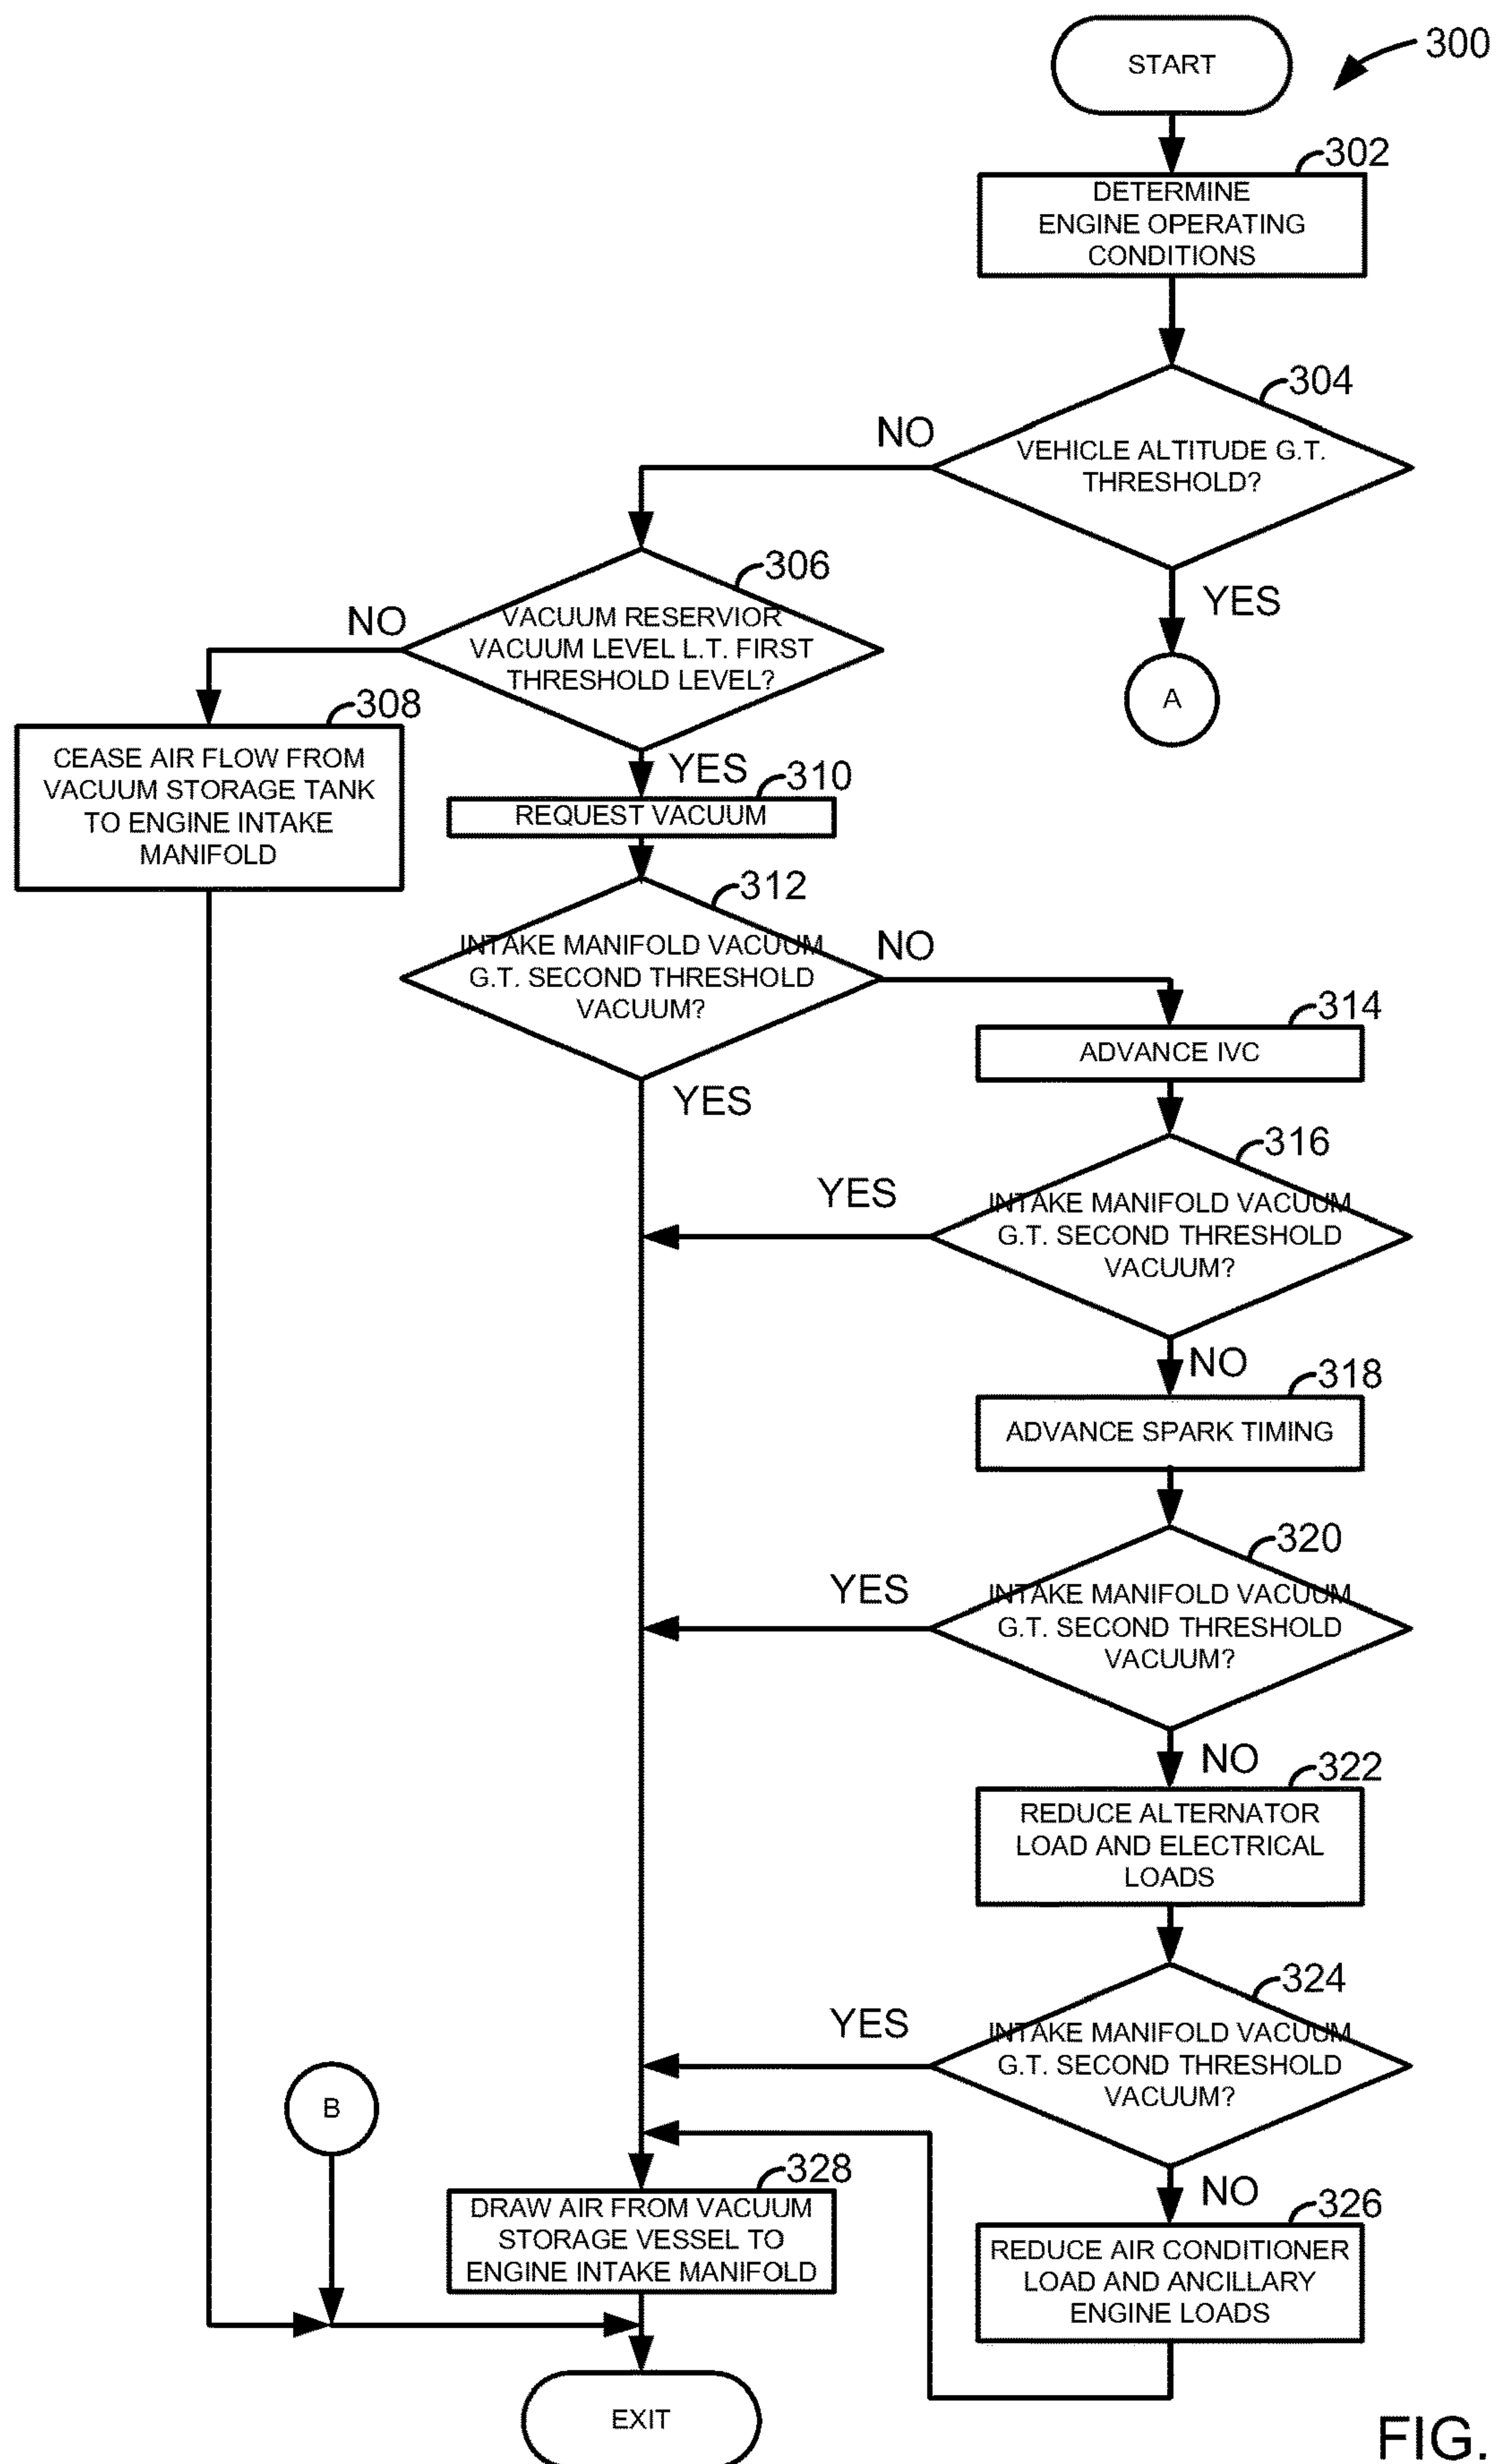 START
300
302
DETERMINE
ENGINE OPERATING
CONDITIONS
304
NO
VEHICLE ALTITUDE G.T.
THRESHOLD?
YES
A
306
NO
VACUUM RESERVIOR
VACUUM LEVEL L.T. FIRST
THRESHOLD LEVEL?
308
CEASE AIR FLOW FROM
VACUUM STORAGE TANK
TO ENGINE INTAKE
MANIFOLD
YES
310
REQUEST VACUUM
312
INTAKE MANIFOLD VACUUM
G.T. SECOND THRESHOLD
VACUUM?
NO
YES
314
ADVANCE IVC
316
YES
INTAKE MANIFOLD VACUUM
G.T. SECOND THRESHOLD
VACUUM?
NO
318
ADVANCE SPARK TIMING
320
YES
INTAKE MANIFOLD VACUUM
G.T. SECOND THRESHOLD
VACUUM?
NO
322
REDUCE ALTERNATOR
LOAD AND ELECTRICAL
LOADS
324
YES
INTAKE MANIFOLD VACUUM
G.T. SECOND THRESHOLD
VACUUM?
NO
326
REDUCE AIR CONDITIONER
LOAD AND ANCILLARY
ENGINE LOADS
B
328
DRAW AIR FROM VACUUM
STORAGE VESSEL TO
ENGINE INTAKE MANIFOLD
EXIT
FIG.